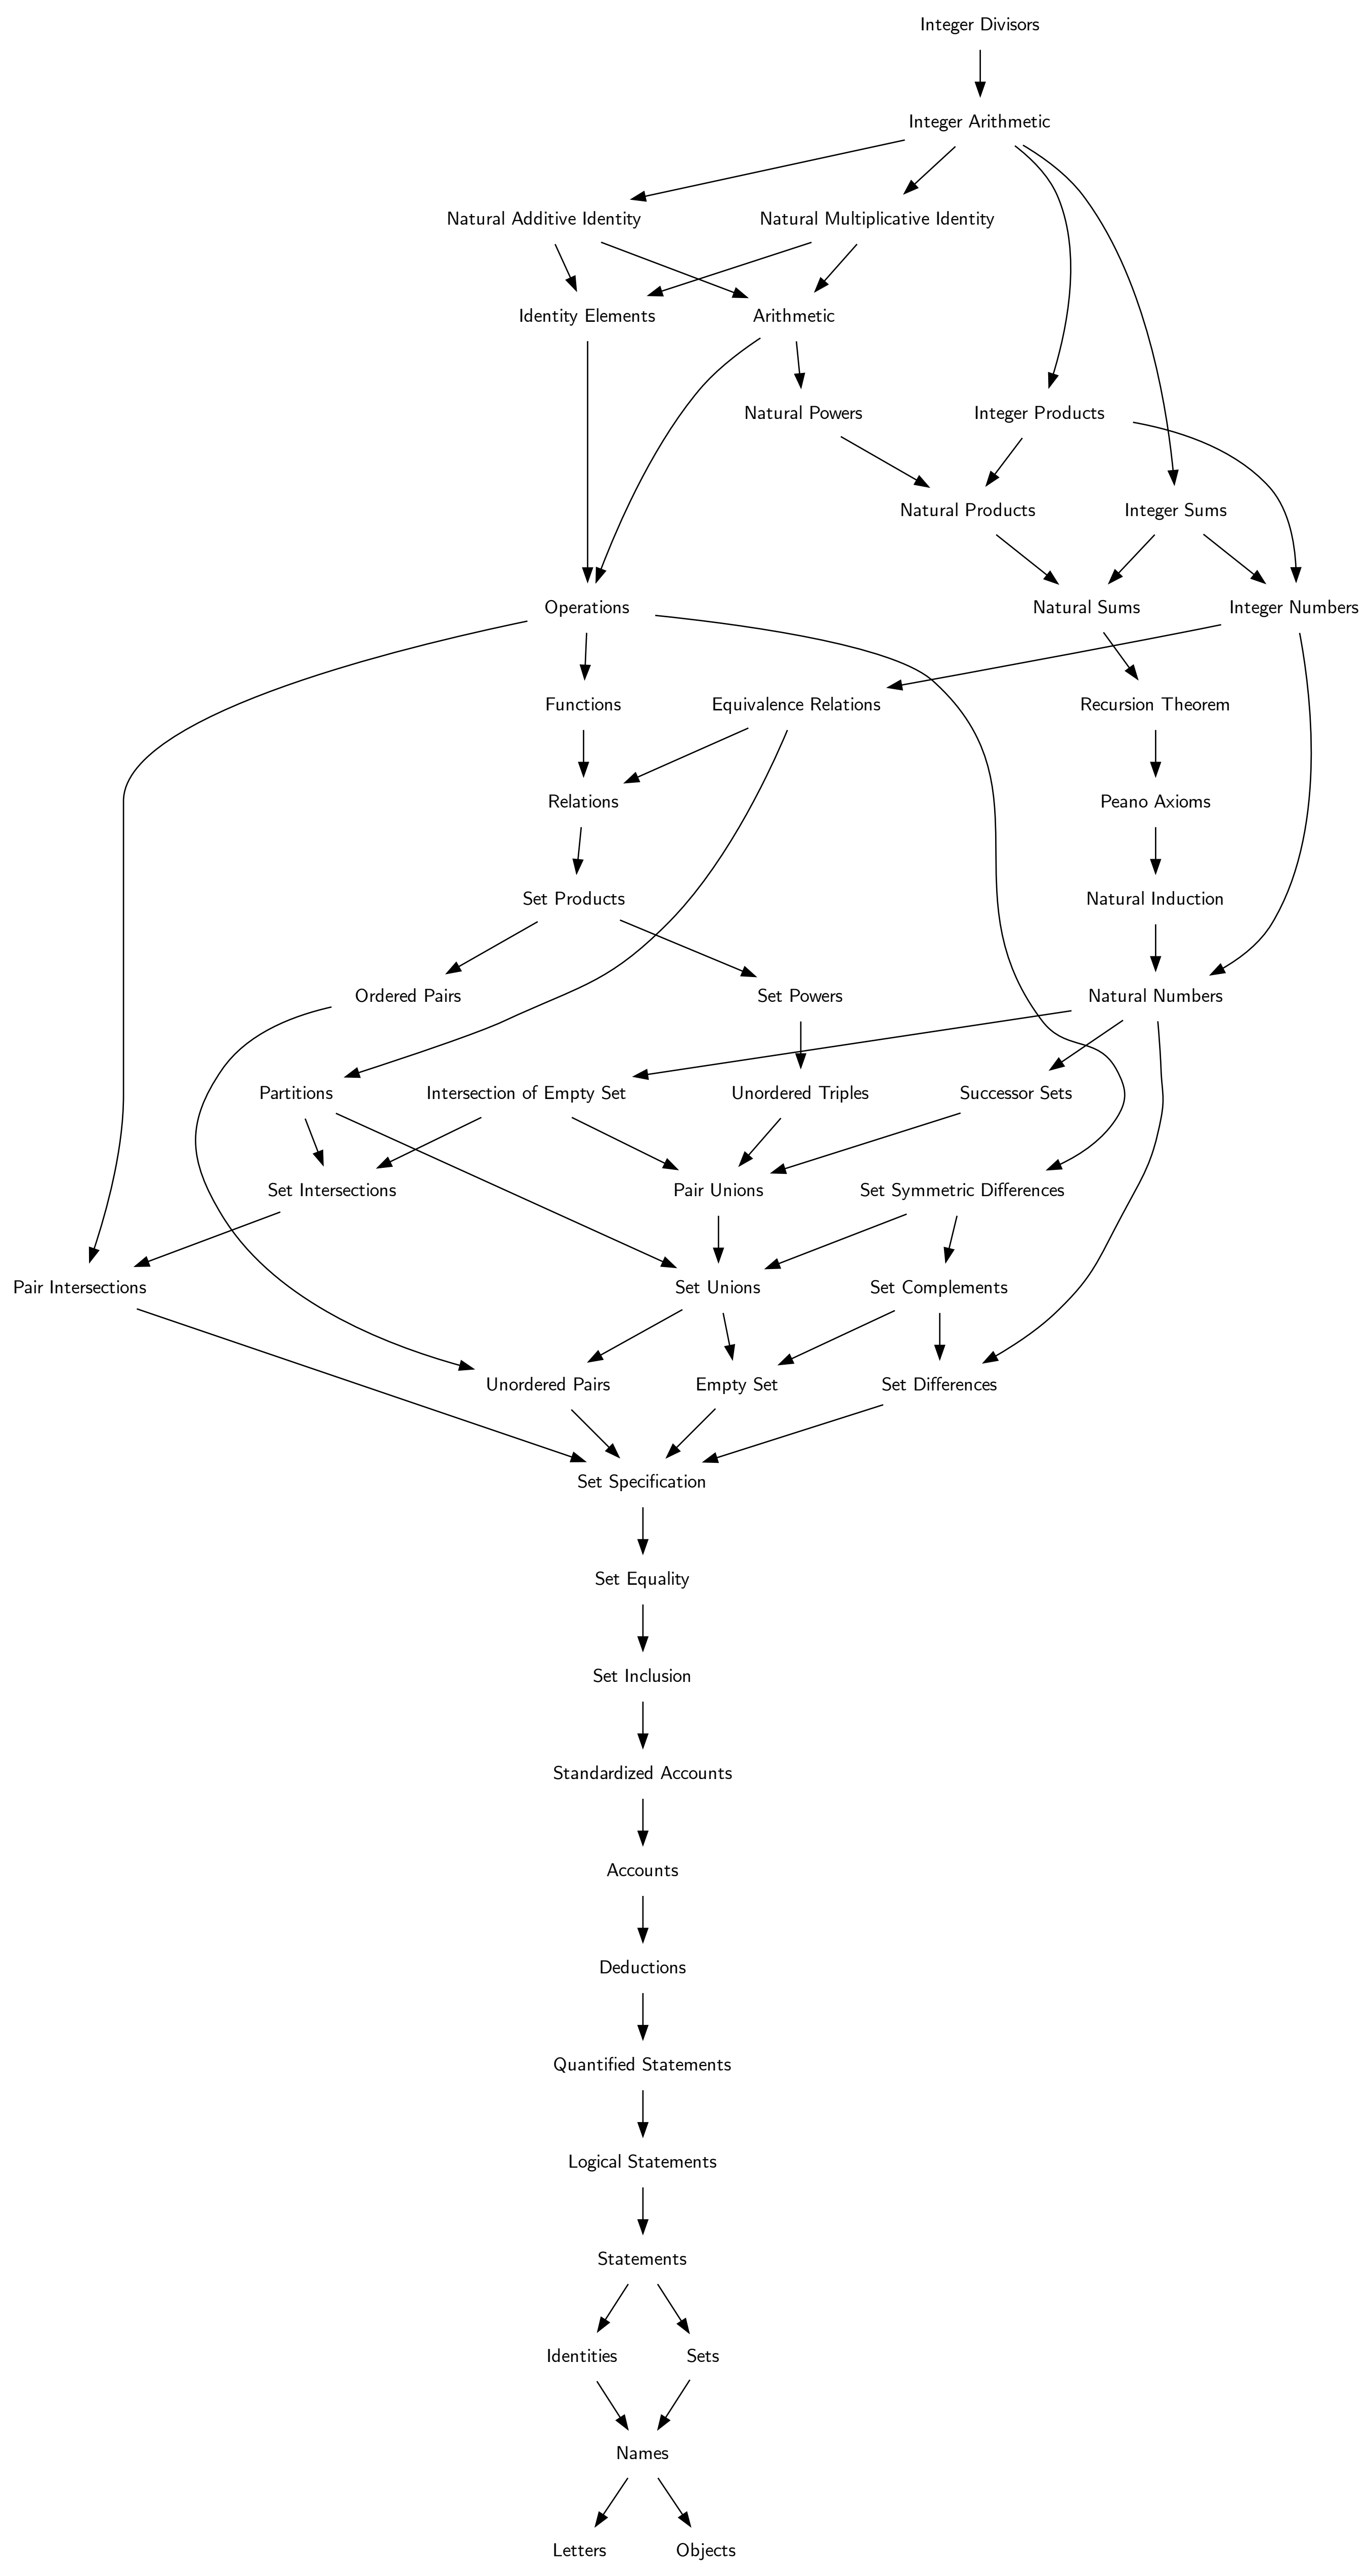 Integer Divisors
Integer Arithmetic
Natural Additive Identity
Natural Multiplicative Identity
Identity Elements
Arithmetic
Natural Powers
Integer Products
Natural Products
Integer Sums
Operations
Natural Sums
Integer Numbers
Functions
Equivalence Relations
Recursion Theorem
Relations
Peano Axioms
Set Products
Natural Induction
Ordered Pairs
Set Powers
Natural Numbers
Partitions
Intersection of Empty Set
Unordered Triples
Successor Sets
Set Intersections
Pair Unions
Set Symmetric Differences
Pair Intersections
Set Unions
Set Complements
Unordered Pairs
Empty Set
Set Differences
Set Specification
Set Equality
Set Inclusion
Standardized Accounts
Accounts
Deductions
Quantified Statements
Logical Statements
Statements
Identities
Sets
Names
Letters
Objects